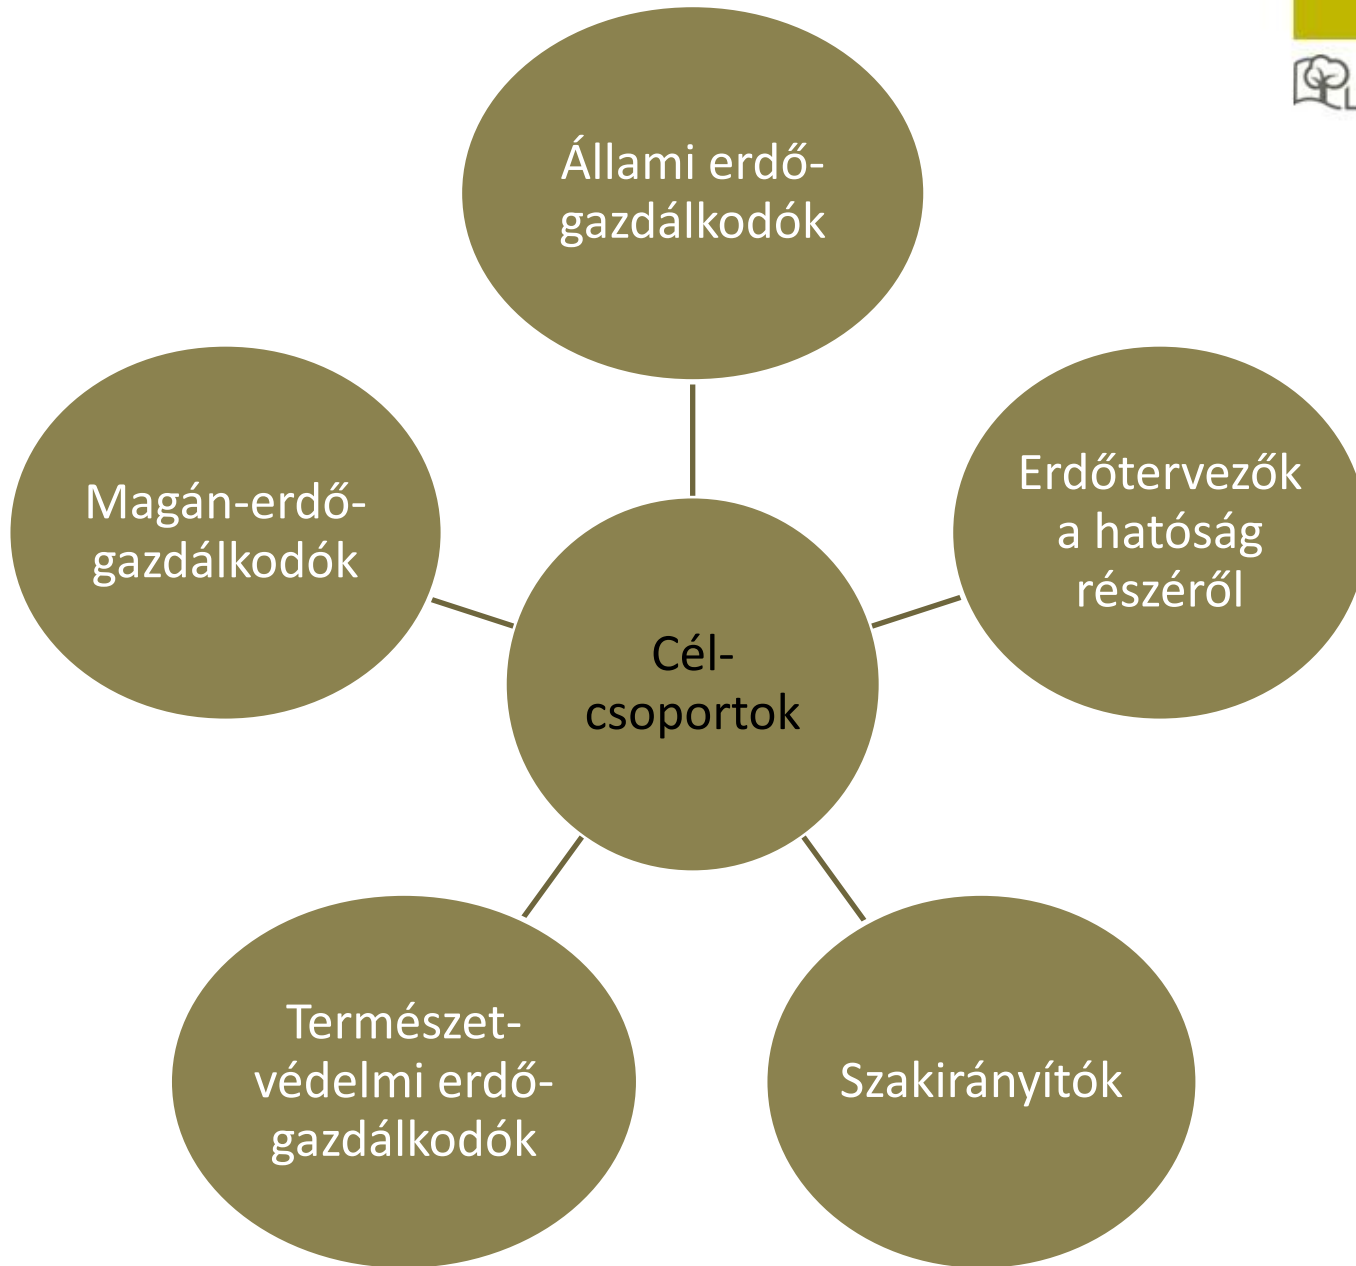 Állami erdő-
gazdálkodók
Magán-erdő-
gazdálkodók
Erdőtervezők
a hatóság
részéről
Cél-
csoportok
Természet-
védelmi erdő-
gazdálkodók
Szakirányítók